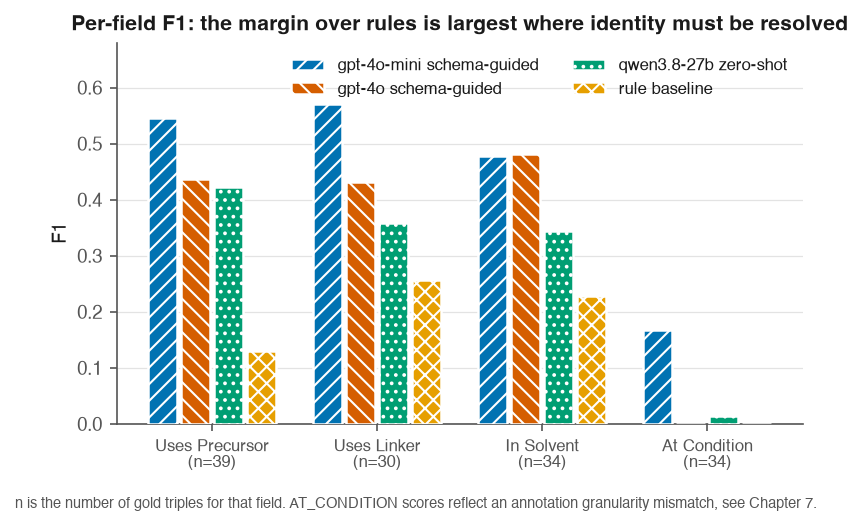 Per-field F1: the margin over rules is largest where identity must be resolved
gpt-4o-mini schema-guided
gpt-4o schema-guided
qwen3.8-27b zero-shot
rule baseline
F1
0.6
0.5
0.4
0.3
0.2
0.1
0.0
Uses Precursor
(n=39)
Uses Linker
(n=30)
In Solvent
(n=34)
At Condition
(n=34)
n is the number of gold triples for that field. AT_CONDITION scores reflect an annotation granularity mismatch, see Chapter 7.